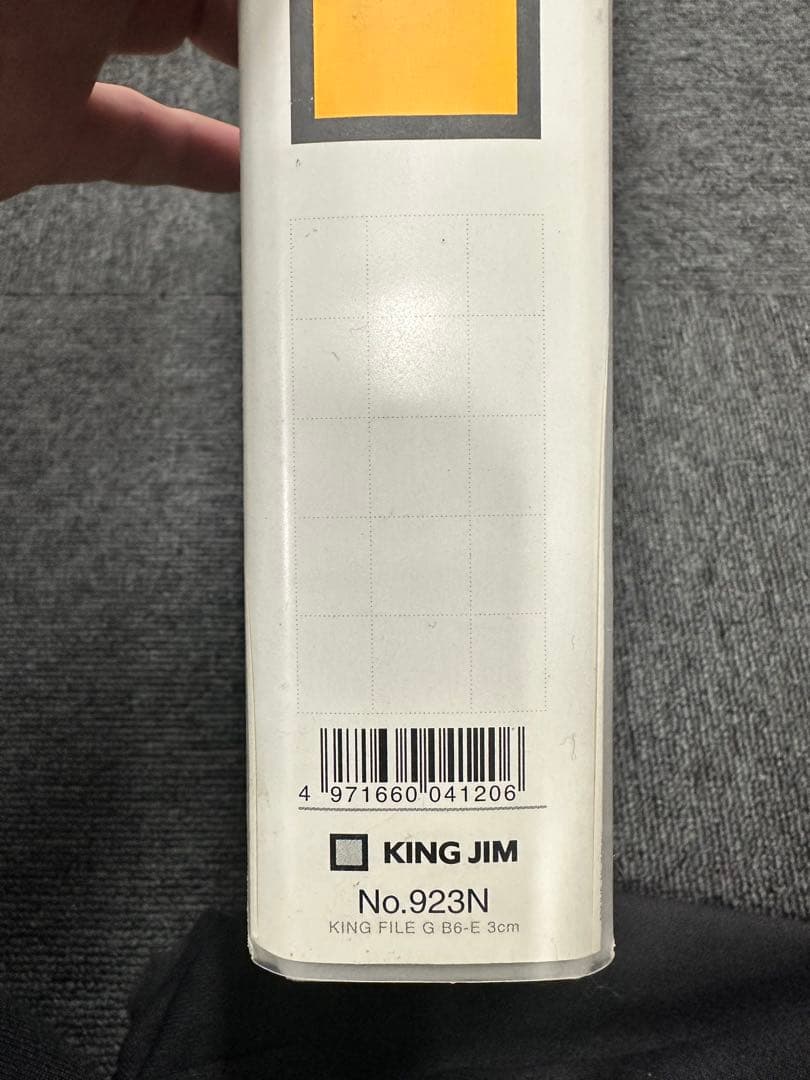 4 971660 041206
KING JIM
No.923N
KING FILE G B6-E 3cm